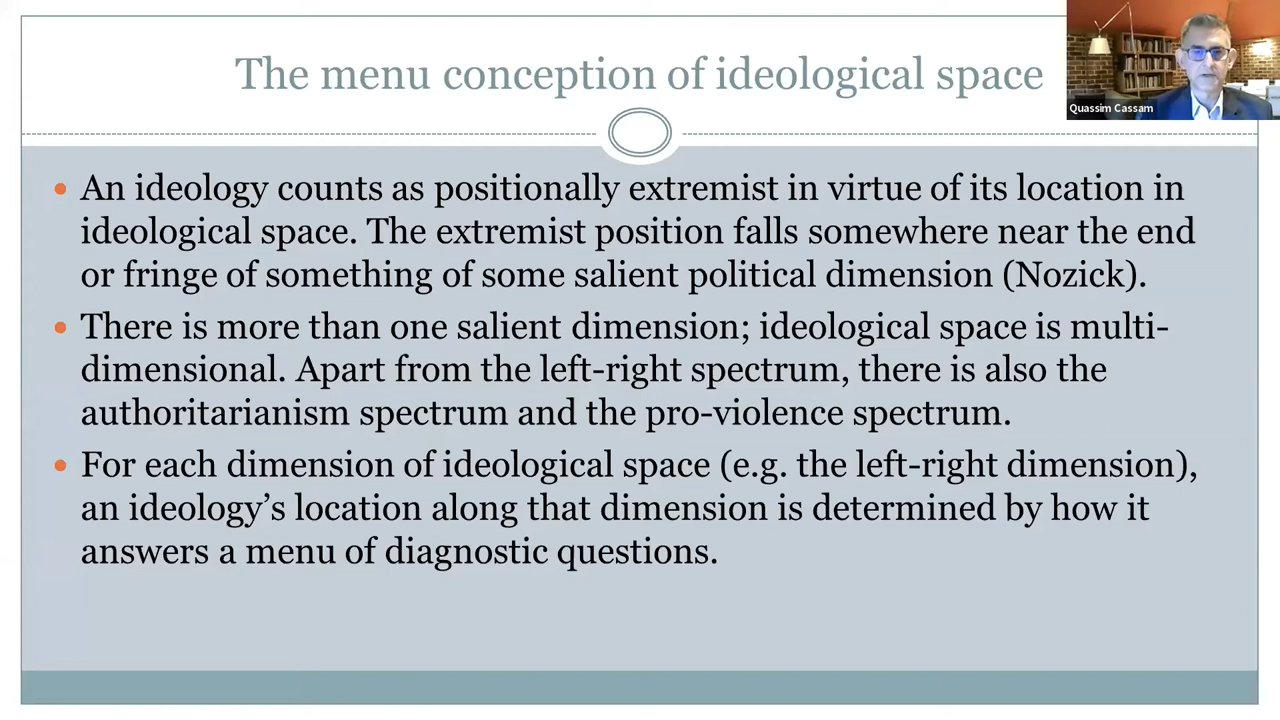 The menu conception of ideological space
Quassim Cassam
• An ideology counts as positionally extremist in virtue of its location in
ideological space. The extremist position falls somewhere near the end
or fringe of something of some salient political dimension (Nozick).
• There is more than one salient dimension; ideological space is multi-
dimensional. Apart from the left-right spectrum, there is also the
authoritarianism spectrum and the pro-violence spectrum.
• For each dimension of ideological space (e.g. the left-right dimension),
an ideology’s location along that dimension is determined by how it
answers a menu of diagnostic questions.